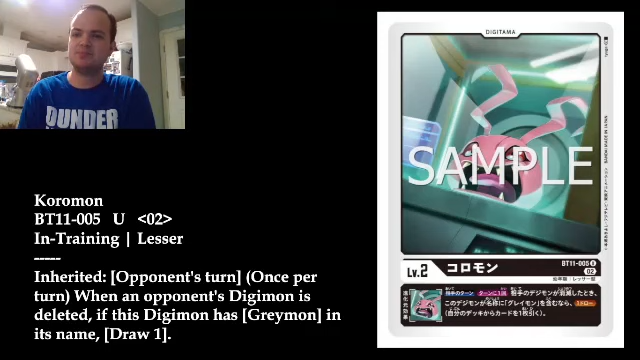 DUNDER
DIGITAMA
SAMPLE
Lv.2 コロモン BT11-005 U
02
Koromon
BT11-005 U <02>
In-Training | Lesser
-----
Inherited: [Opponent's turn] (Once per
turn) When an opponent's Digimon is
deleted, if this Digimon has [Greymon] in
its name, [Draw 1].
相手のターン ターンに1回 相手のデジモンが消滅したとき、
このデジモンが名称に「グレイモン」を含むなら、1ドロー。
(自分のデッキからカードを1枚引く)。